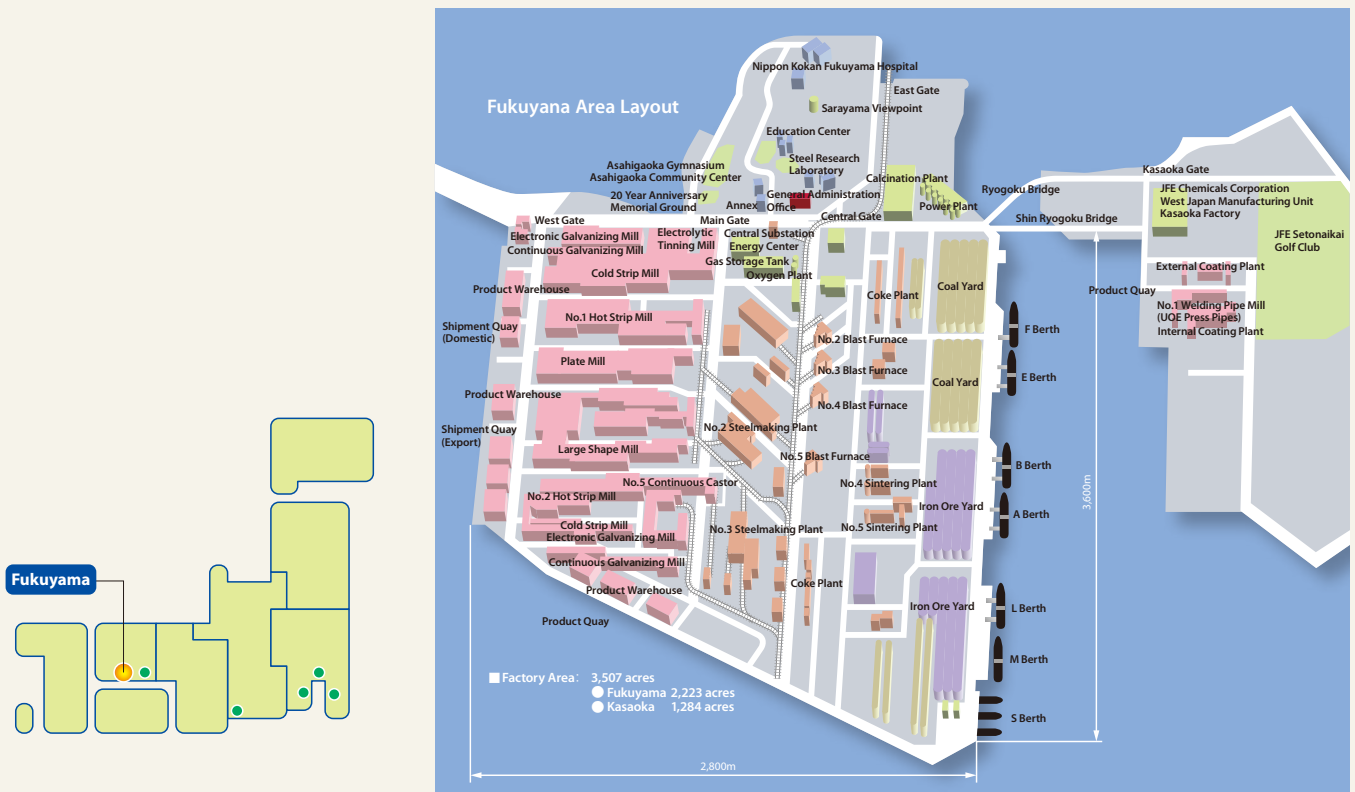 Fukuyama
Fukuyana Area Layout
Nippon Kokan Fukuyama Hospital
East Gate
Sarayama Viewpoint
Education Center
Steel Research
Laboratory
Asahigaoka Gymnasium
Asahigaoka Community Center
Calcination Plant
20 Year Anniversary
Memorial Ground
General Administration
Office
Annex
Power Plant
Kasaoka Gate
Ryogoku Bridge
Shin Ryogoku Bridge
JFE Chemicals Corporation
West Japan Manufacturing Unit
Kasaoka Factory
JFE Setonaikai
Golf Club
West Gate
Main Gate
Central Gate
Electronic Galvanizing Mill
Continuous Galvanizing Mill
Electrolytic
Tinning Mill
Central Substation
Energy Center
Gas Storage Tank
Oxygen Plant
Cold Strip Mill
Product Warehouse
Coke Plant
Coal Yard
External Coating Plant
Product Quay
No.1 Welding Pipe Mill
(UOE Press Pipes)
Internal Coating Plant
No.1 Hot Strip Mill
Shipment Quay
(Domestic)
F Berth
No.2 Blast Furnace
Plate Mill
No.3 Blast Furnace
E Berth
Coal Yard
Product Warehouse
No.4 Blast Furnace
Shipment Quay
(Export)
No.2 Steelmaking Plant
Large Shape Mill
No.5 Blast Furnace
B Berth
No.5 Continuous Castor
No.4 Sintering Plant
No.2 Hot Strip Mill
Iron Ore Yard
A Berth
3,600m
Cold Strip Mill
Electronic Galvanizing Mill
No.3 Steelmaking Plant
No.5 Sintering Plant
Continuous Galvanizing Mill
Coke Plant
Product Warehouse
Iron Ore Yard
L Berth
Product Quay
M Berth
Factory Area: 3,507 acres
Fukuyama 2,223 acres
Kasaoka 1,284 acres
S Berth
2,800m